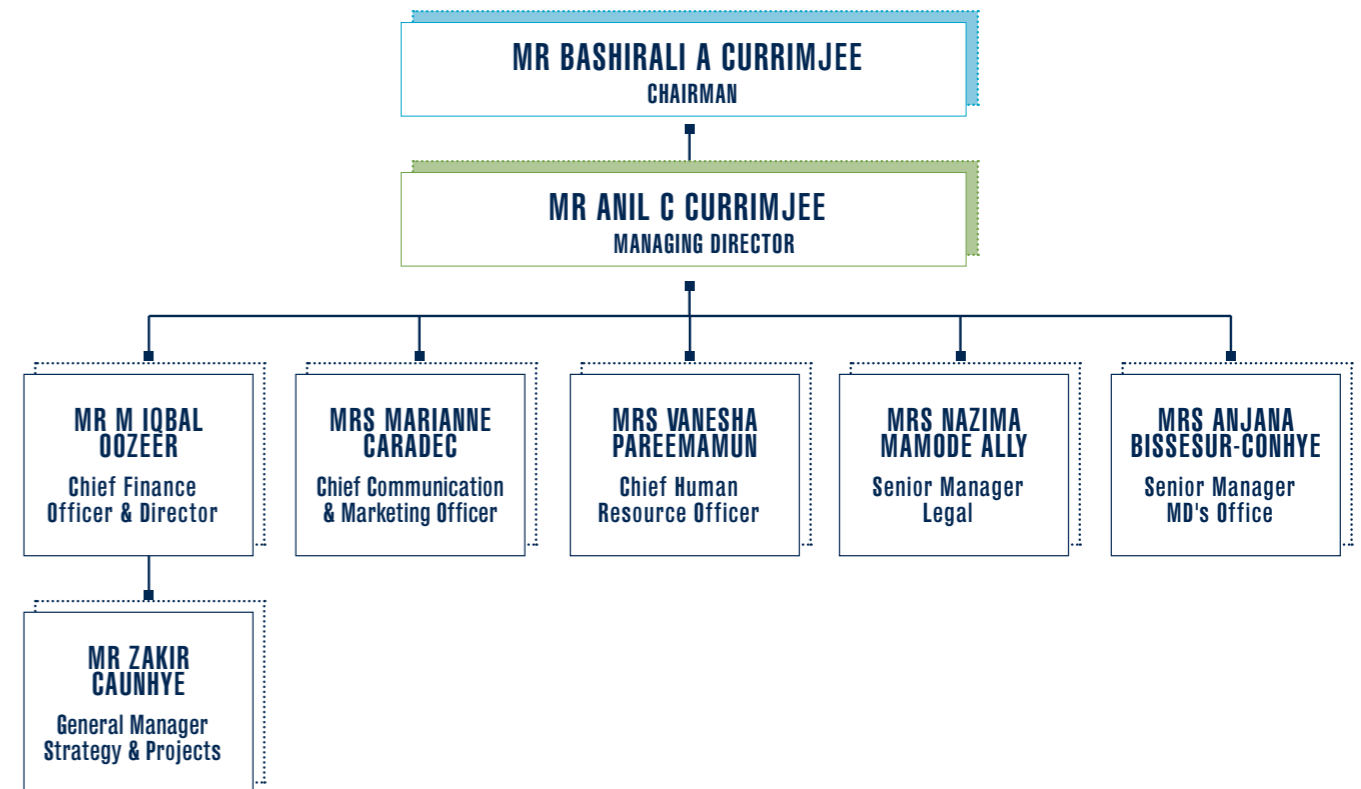 MR BASHIRALI A CURRIMJEE
CHAIRMAN
MR ANIL C CURRIMJEE
MANAGING DIRECTOR
MR M IQBAL
OOZEER
Chief Finance
Officer & Director
MRS MARIANNE
CARADEC
Chief Communication
& Marketing Officer
MRS VANESHA
PAREEMAMUN
Chief Human
Resource Officer
MRS NAZIMA
MAMODE ALLY
Senior Manager
Legal
MRS ANJANA
BISSESUR-CONHYE
Senior Manager
MD's Office
MR ZAKIR
CAUNHYE
General Manager
Strategy & Projects